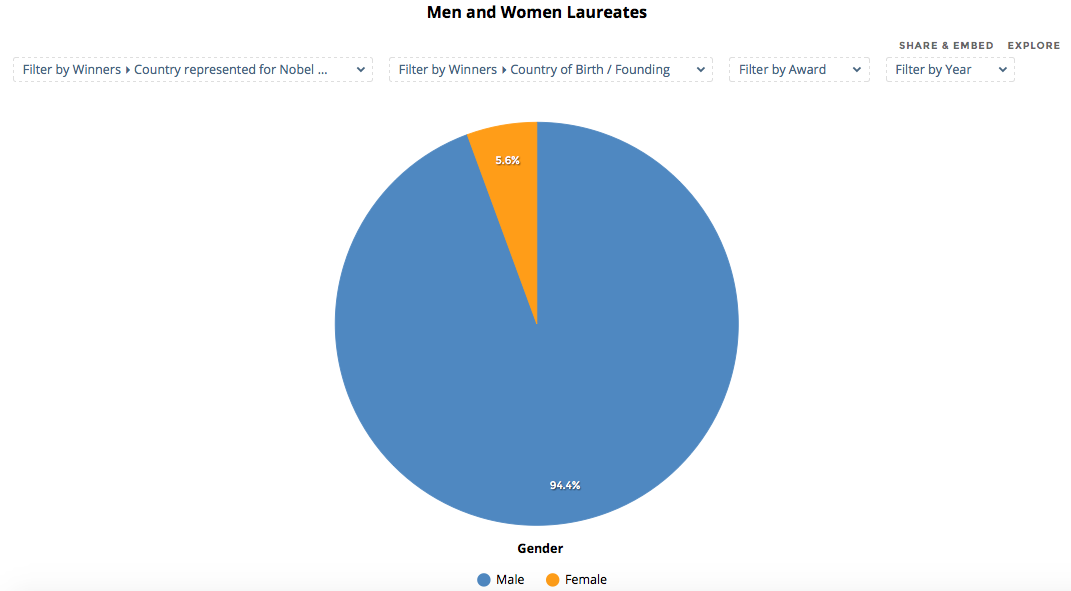 Men and Women Laureates
SHARE & EMBED EXPLORE
Filter by Winners Country represented for Nobel ... Filter by Winners Country of Birth / Founding Filter by Award Filter by Year
5.6%
94.4%
Gender
Male Female